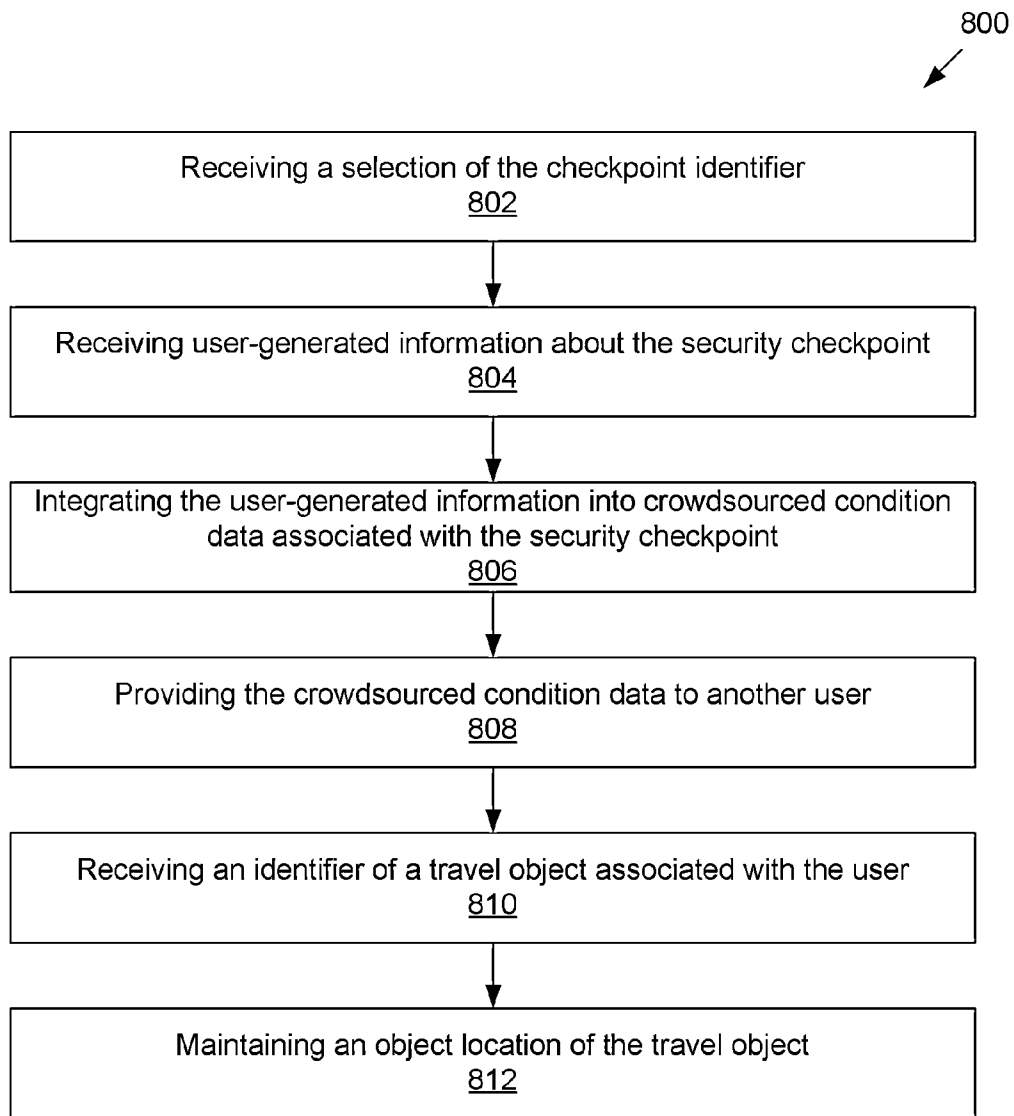 800
Receiving a selection of the checkpoint identifier
802
Receiving user-generated information about the security checkpoint
804
Integrating the user-generated information into crowdsourced condition
data associated with the security checkpoint
806
Providing the crowdsourced condition data to another user
808
Receiving an identifier of a travel object associated with the user
810
Maintaining an object location of the travel object
812